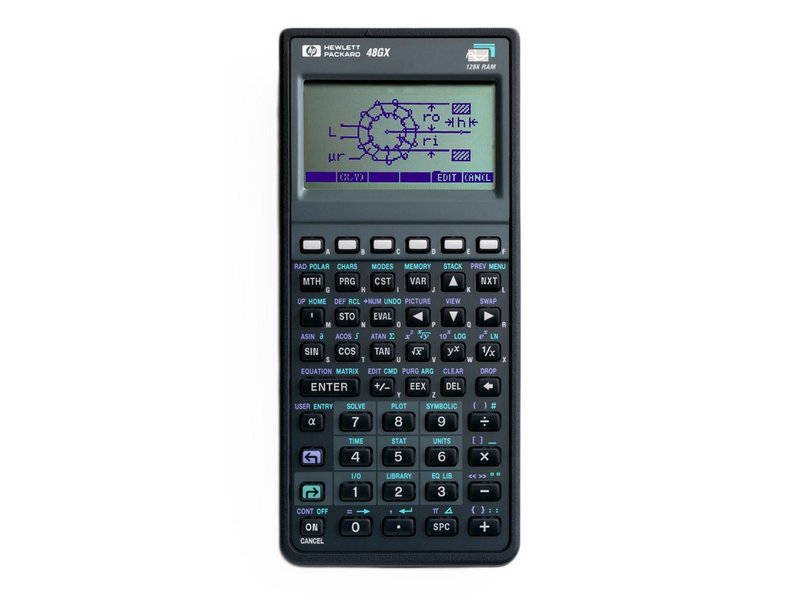 hp HEWLETT PACKARD 48GX
128K RAM
ro
h
L
ri
μr
(X,Y) EDIT CANCL
A B C D E F
RAD POLAR CHARS MODES MEMORY STACK PREV MENU
MTH G PRG H CST I VAR J ▲ K NXT L
UP HOME DEF RCL →NUM UNDO PICTURE VIEW SWAP
' M STO N EVAL O ◀ P ▼ Q ▶ R
ASIN ∂ ACOS ∫ ATAN Σ x² ˣ√y 10ˣ LOG eˣ LN
SIN S COS T TAN U √x V yˣ W 1/x X
EQUATION MATRIX EDIT CMD PURG ARG CLEAR DROP
ENTER +/− Y EEX Z DEL ←
USER ENTRY SOLVE PLOT SYMBOLIC ( ) #
α 7 8 9 ÷
TIME STAT UNITS [ ] _
4 5 6 ×
I/O LIBRARY EQ LIB << >> " "
1 2 3 −
CONT OFF = → , ↵ π ∡ { } : :
ON 0 . SPC +
CANCEL